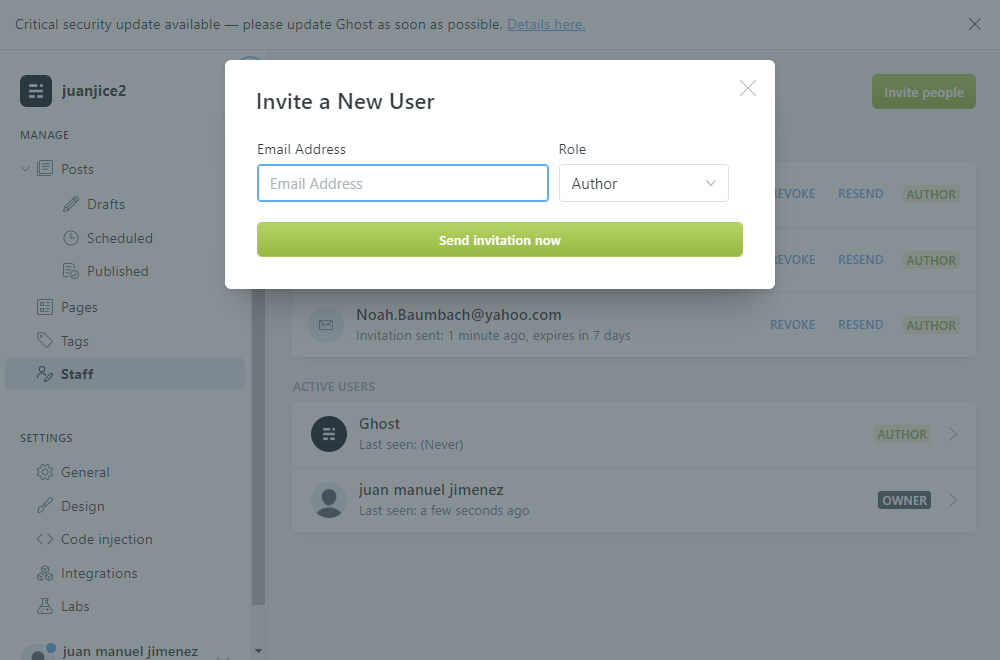 Critical security update available — please update Ghost as soon as possible. Details here.
juanjice2
Invite people
MANAGE
Posts
Drafts
Scheduled
Published
Pages
Tags
Staff
SETTINGS
General
Design
Code injection
Integrations
Labs
juan manuel jimenez
Invite a New User
Email Address
Role
Email Address
Author
Send invitation now
REVOKE RESEND AUTHOR
REVOKE RESEND AUTHOR
Noah.Baumbach@yahoo.com
Invitation sent: 1 minute ago, expires in 7 days
REVOKE RESEND AUTHOR
ACTIVE USERS
Ghost
Last seen: (Never)
AUTHOR
juan manuel jimenez
Last seen: a few seconds ago
OWNER